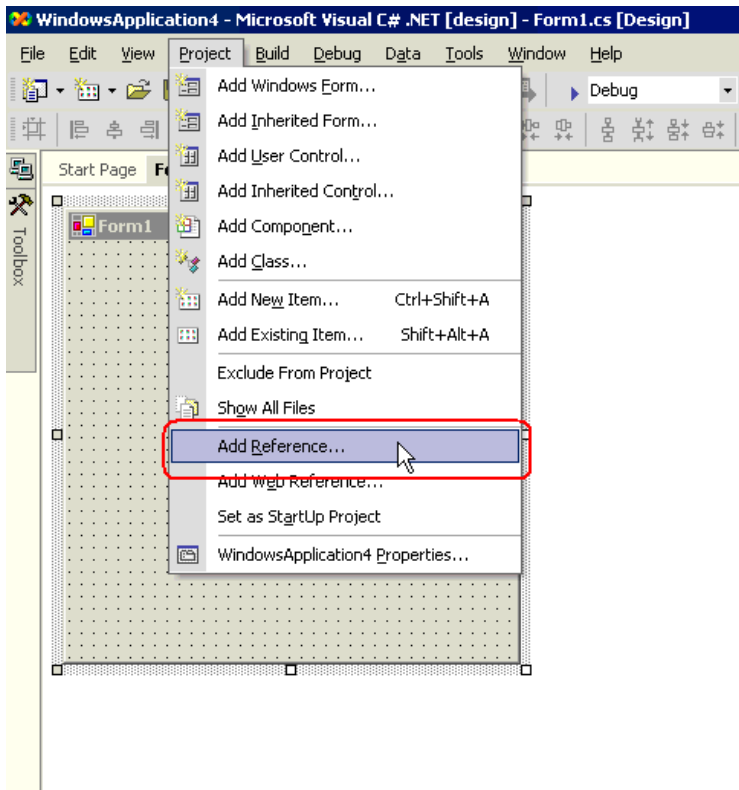 WindowsApplication4 - Microsoft Visual C# .NET [design] - Form1.cs [Design]
File Edit View Project Build Debug Data Tools Window Help
Debug
Start Page
Toolbox
Form1
Add Windows Form...
Add Inherited Form...
Add User Control...
Add Inherited Control...
Add Component...
Add Class...
Add New Item... Ctrl+Shift+A
Add Existing Item... Shift+Alt+A
Exclude From Project
Show All Files
Add Reference...
Add Web Reference...
Set as StartUp Project
WindowsApplication4 Properties...